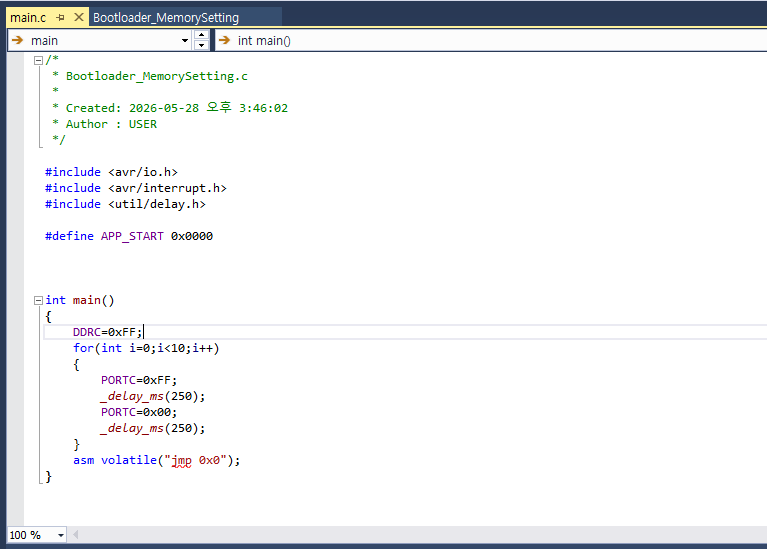 main.c
Bootloader_MemorySetting
main
int main()
/*
* Bootloader_MemorySetting.c
*
* Created: 2026-05-28 오후 3:46:02
* Author : USER
*/
#include <avr/io.h>
#include <avr/interrupt.h>
#include <util/delay.h>
#define APP_START 0x0000
int main()
{
DDRC=0xFF;
for(int i=0;i<10;i++)
{
PORTC=0xFF;
_delay_ms(250);
PORTC=0x00;
_delay_ms(250);
}
asm volatile("jmp 0x0");
}
100 %